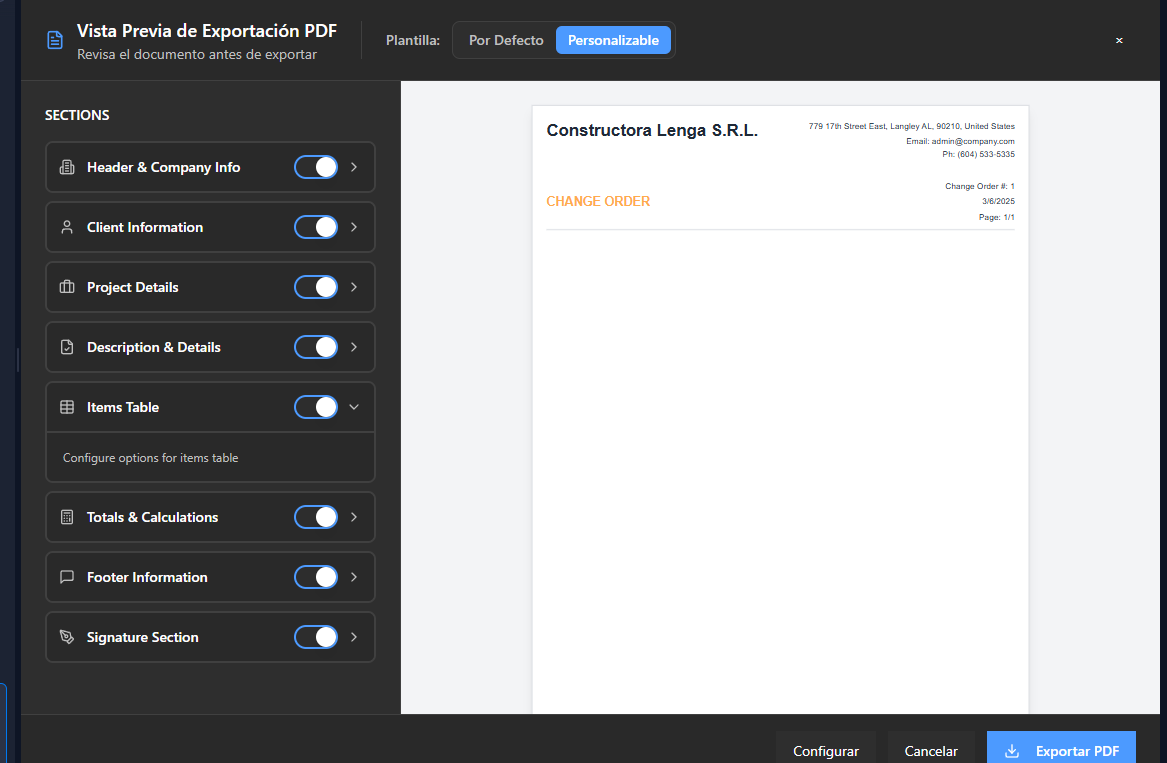 Vista Previa de Exportación PDF
Revisa el documento antes de exportar
Plantilla:
Por Defecto
Personalizable
×
SECTIONS
Header & Company Info
Client Information
Project Details
Description & Details
Items Table
Configure options for items table
Totals & Calculations
Footer Information
Signature Section
Constructora Lenga S.R.L.
779 17th Street East, Langley AL, 90210, United States
Email: admin@company.com
Ph: (604) 533-5335
Change Order #: 1
CHANGE ORDER
3/6/2025
Page: 1/1
Configurar
Cancelar
Exportar PDF